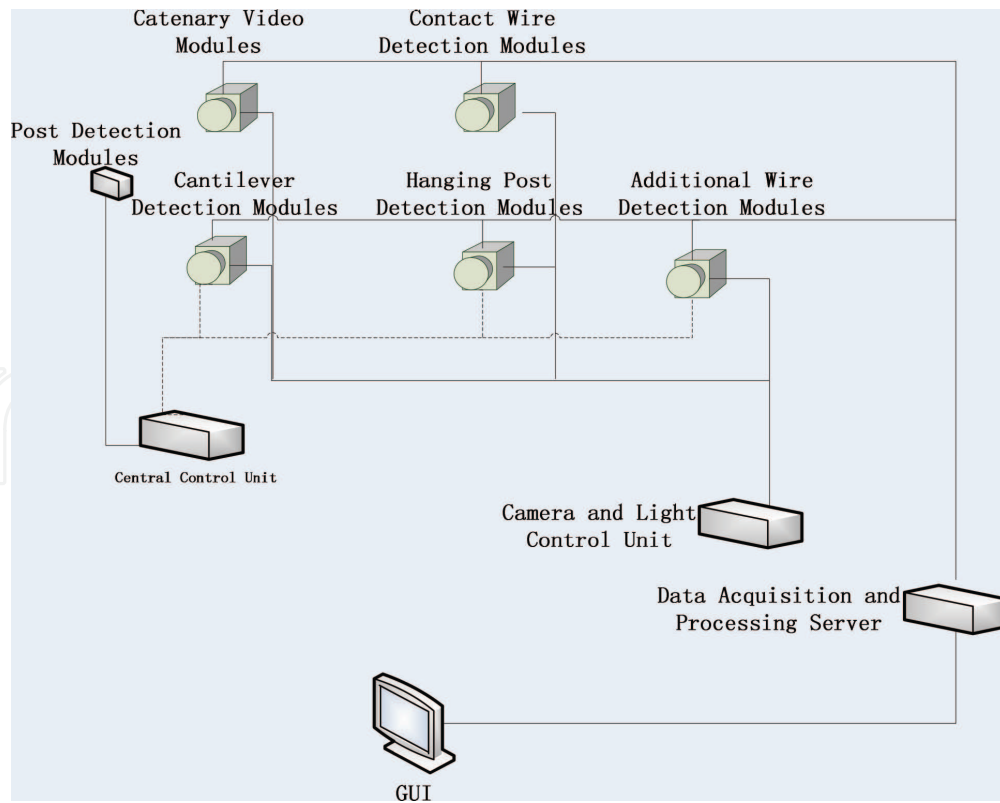 Catenary Video
Modules
Contact Wire
Detection Modules
Post Detection
Modules
Cantilever
Detection Modules
Hanging Post
Detection Modules
Additional Wire
Detection Modules
Central Control Unit
Camera and Light
Control Unit
Data Acquisition and
Processing Server
GUI